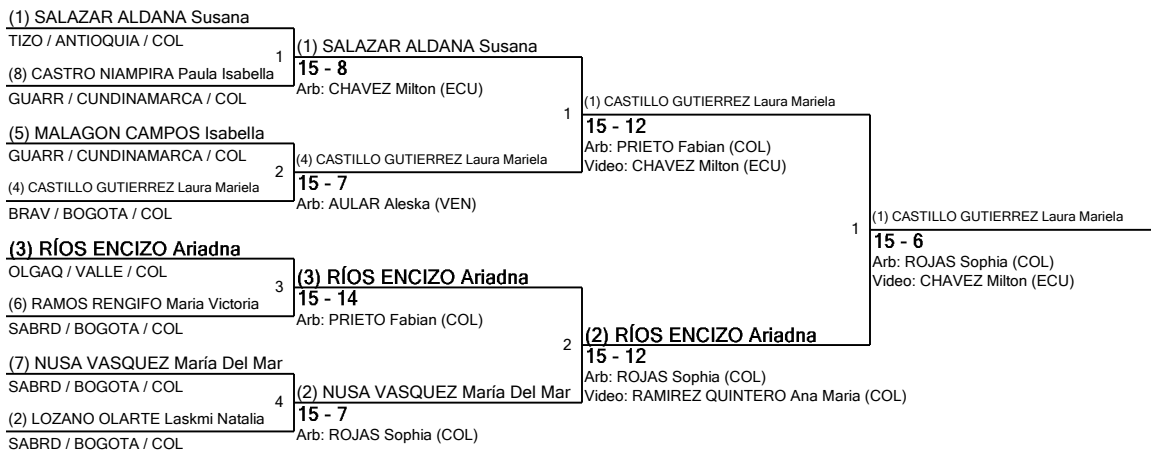 (1) SALAZAR ALDANA Susana
TIZO / ANTIOQUIA / COL
1
(8) CASTRO NIAMPIRA Paula Isabella
GUARR / CUNDINAMARCA / COL
(5) MALAGON CAMPOS Isabella
GUARR / CUNDINAMARCA / COL
2
(4) CASTILLO GUTIERREZ Laura Mariela
BRAV / BOGOTA / COL
(3) RÍOS ENCIZO Ariadna
OLGAQ / VALLE / COL
3
(6) RAMOS RENGIFO Maria Victoria
SABRD / BOGOTA / COL
(7) NUSA VASQUEZ María Del Mar
SABRD / BOGOTA / COL
4
(2) LOZANO OLARTE Laskmi Natalia
SABRD / BOGOTA / COL
(1) SALAZAR ALDANA Susana
15 - 8
Arb: CHAVEZ Milton (ECU)
1
(4) CASTILLO GUTIERREZ Laura Mariela
15 - 7
Arb: AULAR Aleska (VEN)
(3) RÍOS ENCIZO Ariadna
15 - 14
Arb: PRIETO Fabian (COL)
2
(2) NUSA VASQUEZ María Del Mar
15 - 7
Arb: ROJAS Sophia (COL)
(1) CASTILLO GUTIERREZ Laura Mariela
15 - 12
Arb: PRIETO Fabian (COL)
Video: CHAVEZ Milton (ECU)
1
(2) RÍOS ENCIZO Ariadna
15 - 12
Arb: ROJAS Sophia (COL)
Video: RAMIREZ QUINTERO Ana Maria (COL)
(1) CASTILLO GUTIERREZ Laura Mariela
15 - 6
Arb: ROJAS Sophia (COL)
Video: CHAVEZ Milton (ECU)